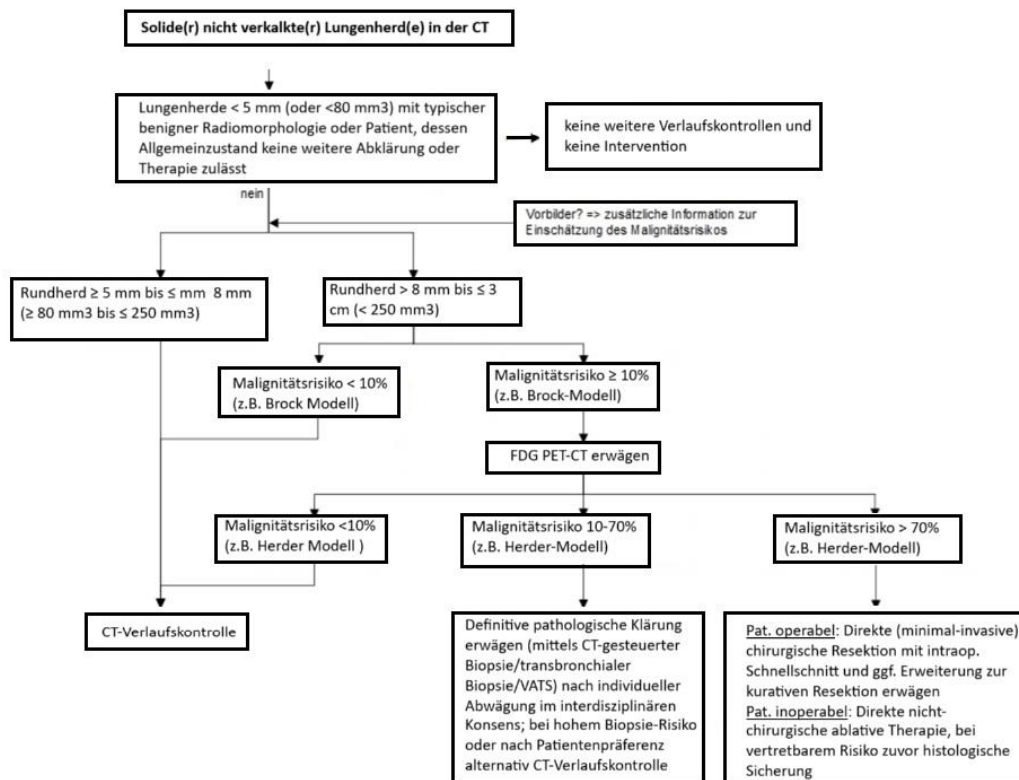 Solide(r) nicht verkalkte(r) Lungenherd(e) in der CT
Lungenherde < 5 mm (oder <80 mm3) mit typischer
benigner Radiomorphologie oder Patient, dessen
Allgemeinzustand keine weitere Abklärung oder
Therapie zulässt
keine weitere Verlaufskontrollen und
keine Intervention
nein
Vorbilder? => zusätzliche Information zur
Einschätzung des Malignitätsrisikos
Rundherd ≥ 5 mm bis ≤ mm 8 mm
(≥ 80 mm3 bis ≤ 250 mm3)
Rundherd > 8 mm bis ≤ 3
cm (< 250 mm3)
Malignitätsrisiko < 10%
(z.B. Brock Modell)
Malignitätsrisiko ≥ 10%
(z.B. Brock-Modell)
FDG PET-CT erwägen
Malignitätsrisiko <10%
(z.B. Herder Modell )
Malignitätsrisiko 10-70%
(z.B. Herder-Modell)
Malignitätsrisiko > 70%
(z.B. Herder-Modell)
CT-Verlaufskontrolle
Definitive pathologische Klärung
erwägen (mittels CT-gesteuerter
Biopsie/transbronchialer
Biopsie/VATS) nach individueller
Abwägung im interdisziplinären
Konsens; bei hohem Biopsie-Risiko
oder nach Patientenpräferenz
alternativ CT-Verlaufskontrolle
Pat. operabel: Direkte (minimal-invasive)
chirurgische Resektion mit intraop.
Schnellschnitt und ggf. Erweiterung zur
kurativen Resektion erwägen
Pat. inoperabel: Direkte nicht-
chirurgische ablative Therapie, bei
vertretbarem Risiko zuvor histologische
Sicherung